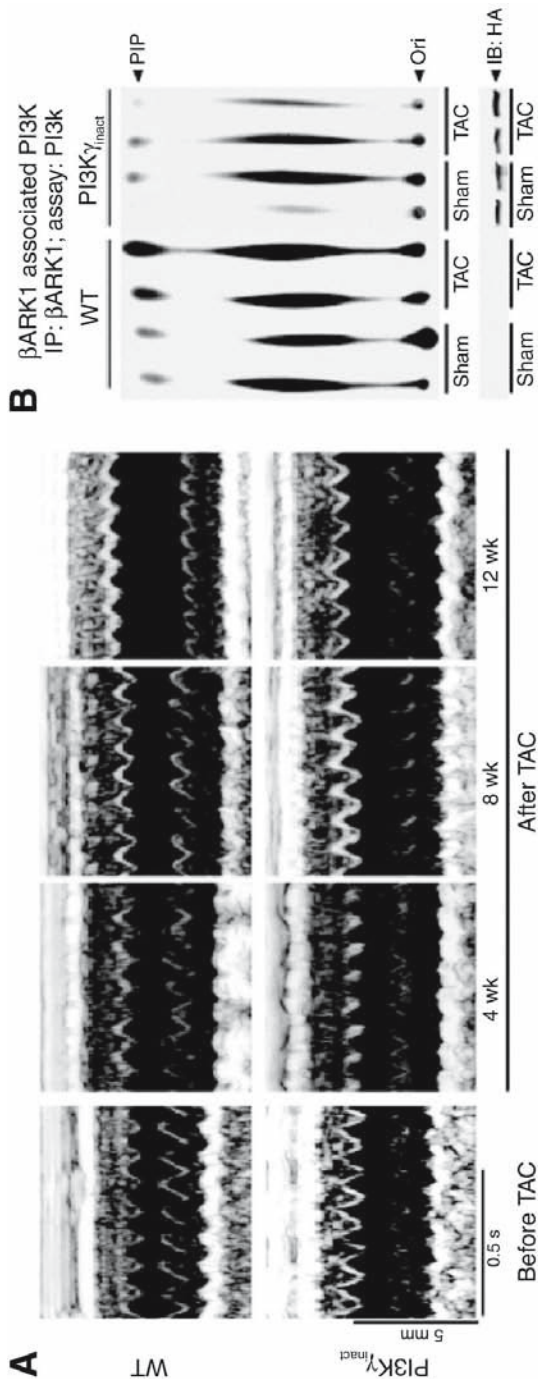 A
WT
PI3Kγinact
5 mm
0.5 s
Before TAC
4 wk
8 wk
12 wk
After TAC
B
βARK1 associated PI3K
IP: βARK1; assay: PI3k
WT
PI3Kγinact
PIP
Ori
Sham
TAC
Sham
TAC
IB: HA
Sham
TAC
Sham
TAC